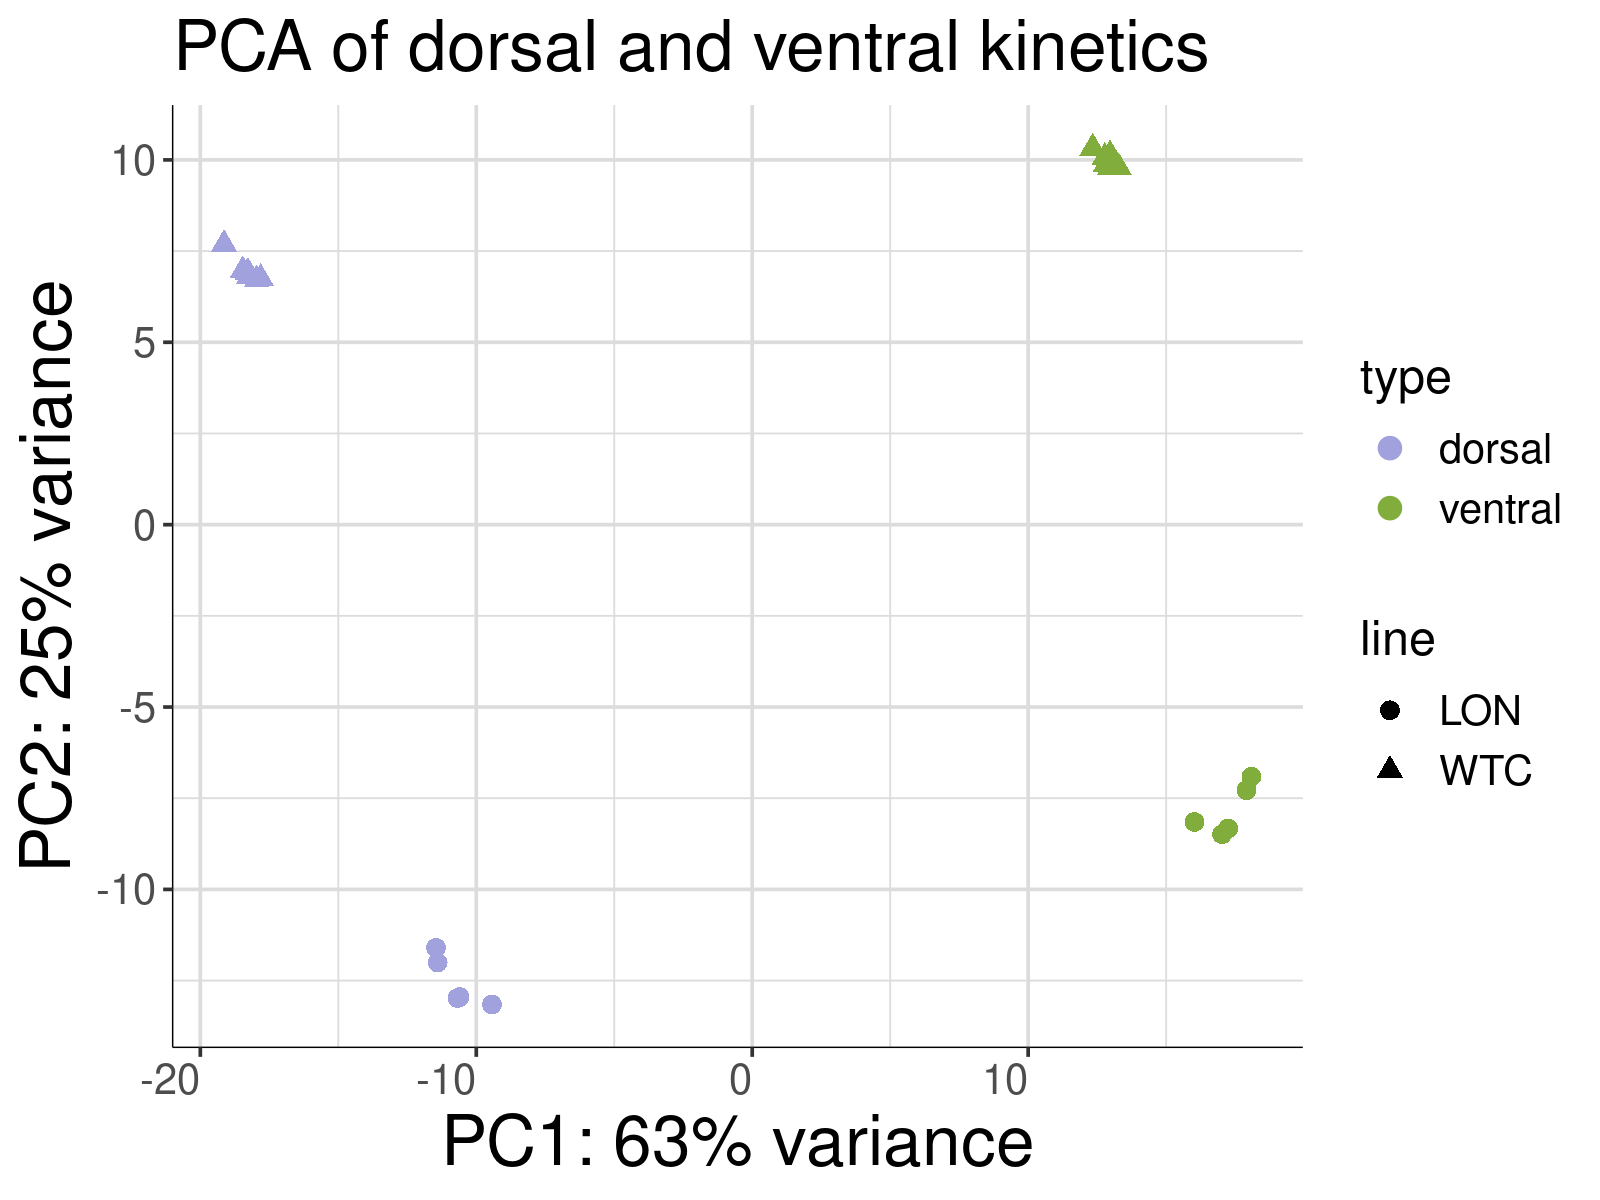 PCA of dorsal and ventral kinetics
PC2: 25% variance
10
5
0
-5
-10
-20
-10
0
10
PC1: 63% variance
type
dorsal
ventral
line
LON
WTC